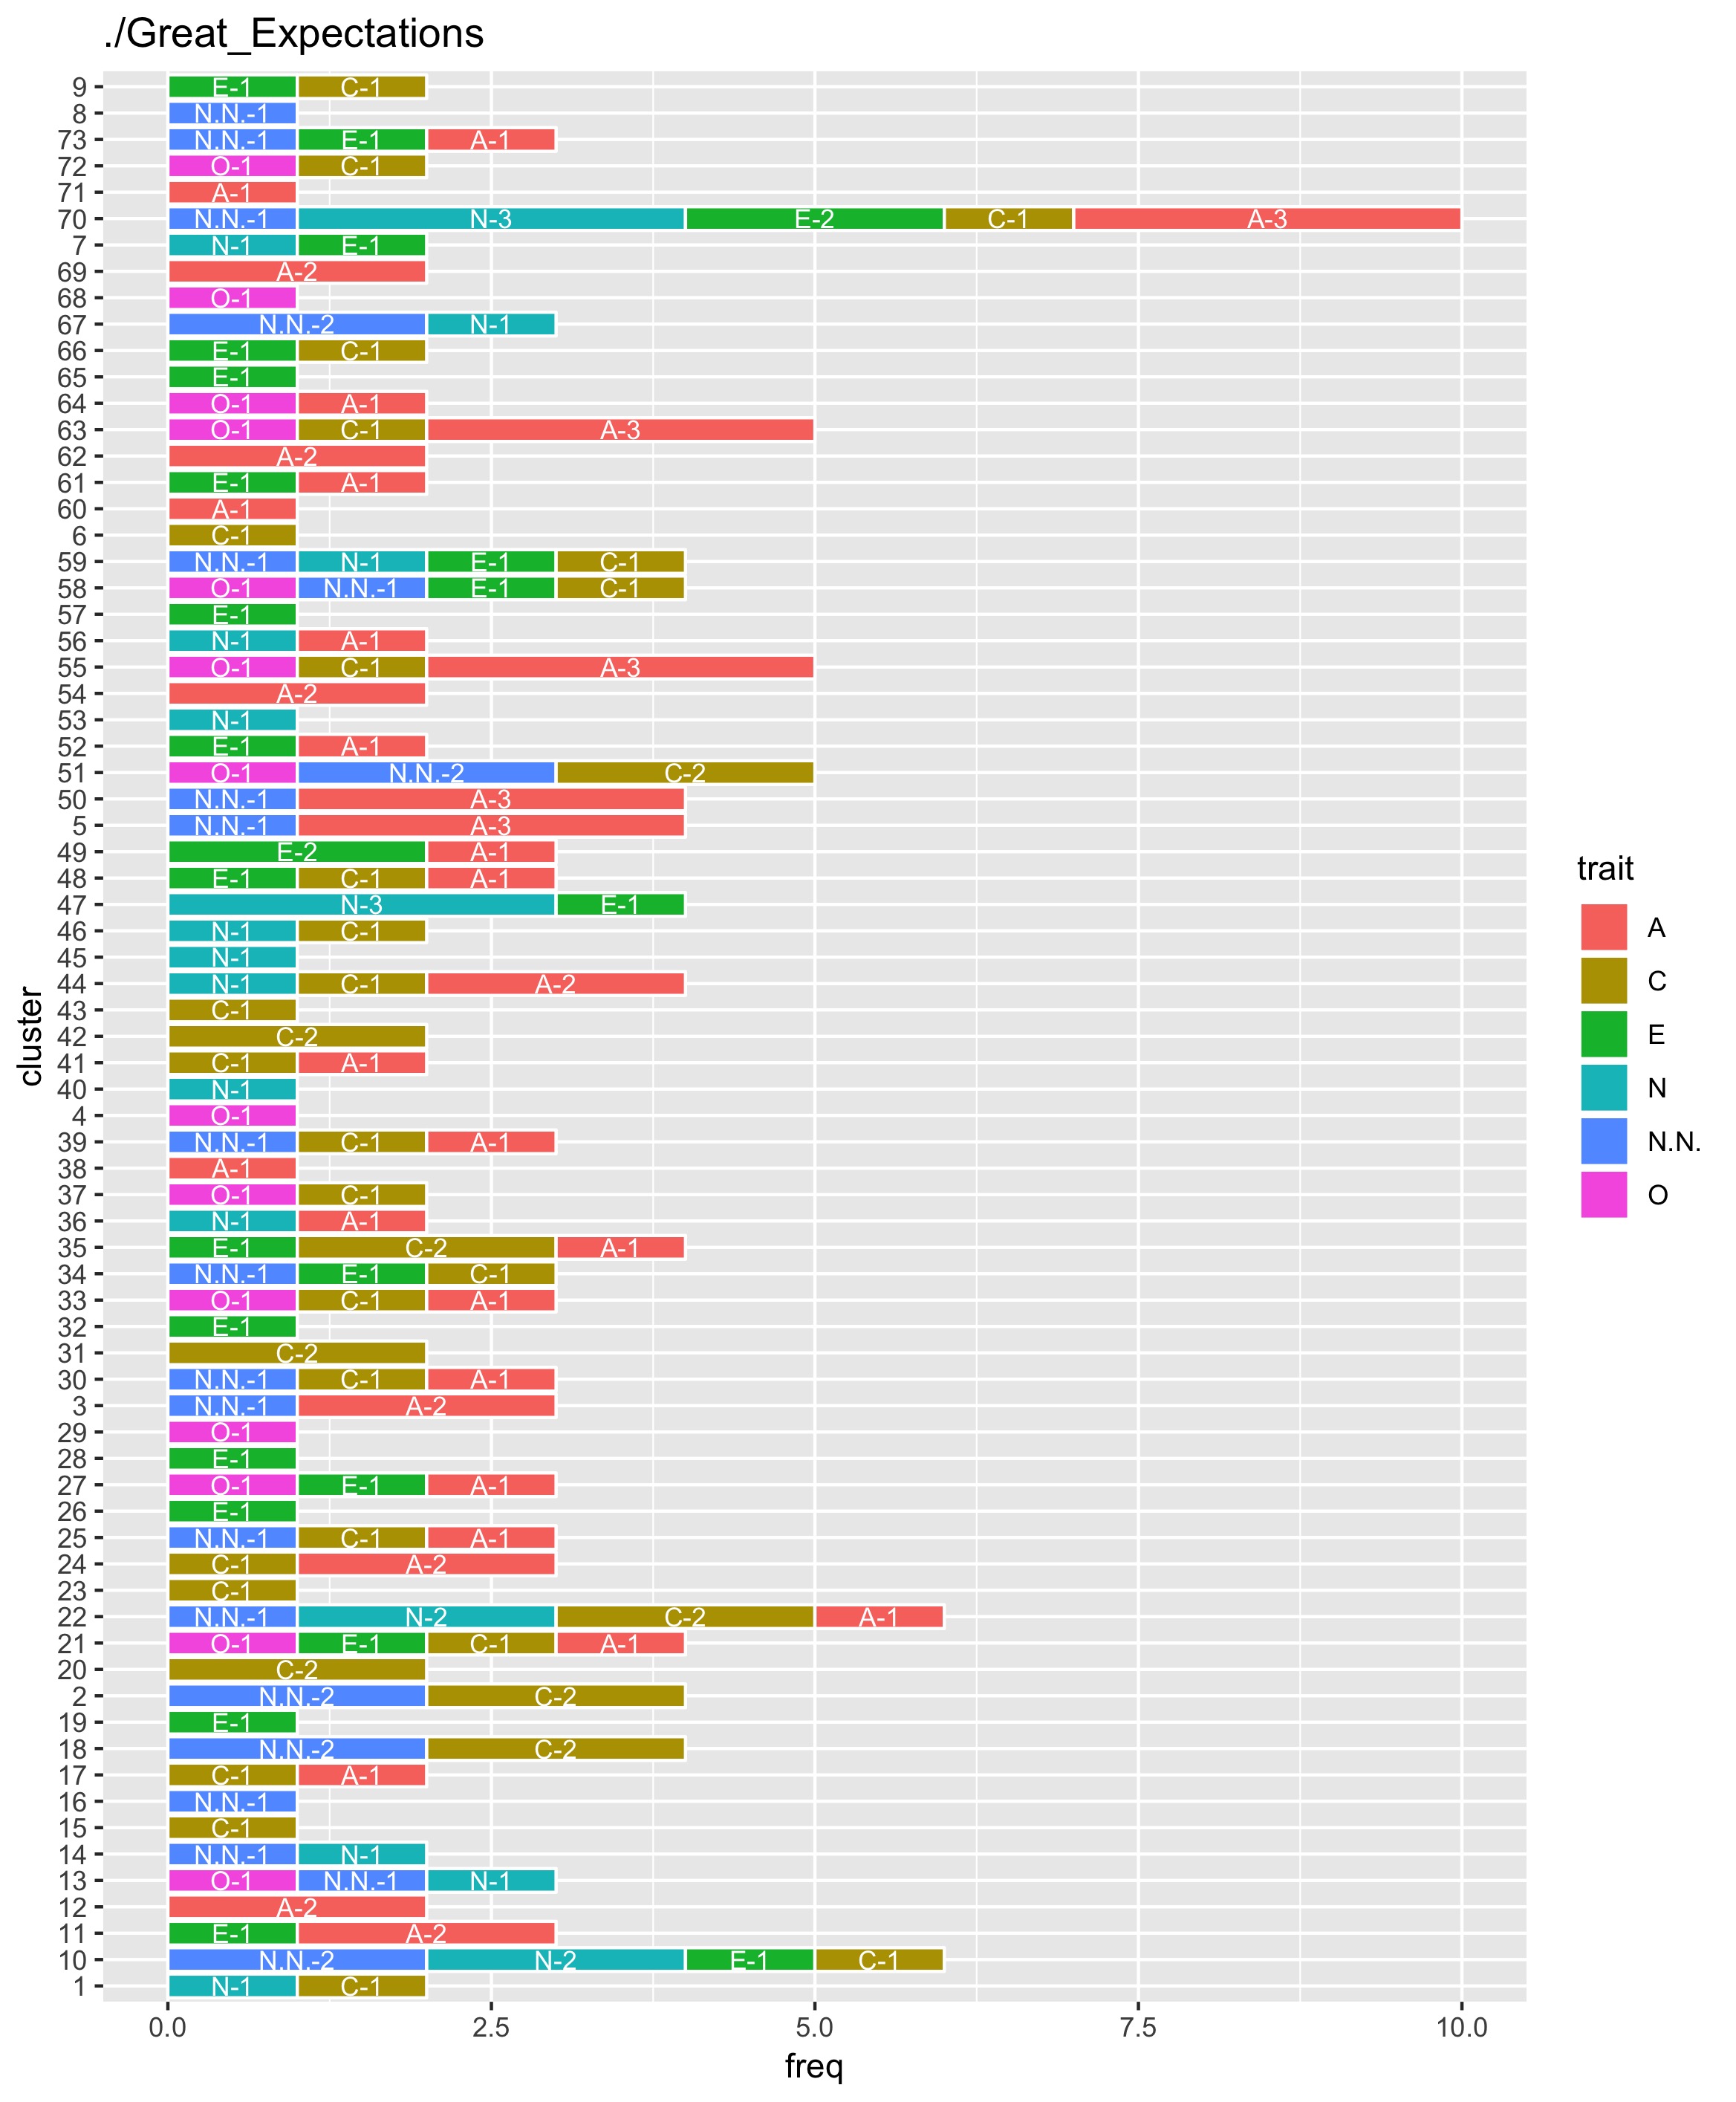 ./Great_Expectations
9 E-1 C-1
8 N.N.-1
73 N.N.-1 E-1 A-1
72 O-1 C-1
71 A-1
70 N.N.-1 N-3 E-2 C-1 A-3
7 N-1 E-1
69 A-2
68 O-1
67 N.N.-2 N-1
66 E-1 C-1
65 E-1
64 O-1 A-1
63 O-1 C-1 A-3
62 A-2
61 E-1 A-1
60 A-1
6 C-1
59 N.N.-1 N-1 E-1 C-1
58 O-1 N.N.-1 E-1 C-1
57 E-1
56 N-1 A-1
55 O-1 C-1 A-3
54 A-2
53 N-1
52 E-1 A-1
51 O-1 N.N.-2 C-2
50 N.N.-1 A-3
5 N.N.-1 A-3
49 E-2 A-1
48 E-1 C-1 A-1
47 N-3 E-1
46 N-1 C-1
45 N-1
44 N-1 C-1 A-2
43 C-1
42 C-2
41 C-1 A-1
40 N-1
4 O-1
39 N.N.-1 C-1 A-1
38 A-1
37 O-1 C-1
36 N-1 A-1
35 E-1 C-2 A-1
34 N.N.-1 E-1 C-1
33 O-1 C-1 A-1
32 E-1
31 C-2
30 N.N.-1 C-1 A-1
3 N.N.-1 A-2
29 O-1
28 E-1
27 O-1 E-1 A-1
26 E-1
25 N.N.-1 C-1 A-1
24 C-1 A-2
23 C-1
22 N.N.-1 N-2 C-2 A-1
21 O-1 E-1 C-1 A-1
20 C-2
2 N.N.-2 C-2
19 E-1
18 N.N.-2 C-2
17 C-1 A-1
16 N.N.-1
15 C-1
14 N.N.-1 N-1
13 O-1 N.N.-1 N-1
12 A-2
11 E-1 A-2
10 N.N.-2 N-2 E-1 C-1
1 N-1 C-1
0.0 2.5 5.0 7.5 10.0
freq
cluster
trait
A
C
E
N
N.N.
O